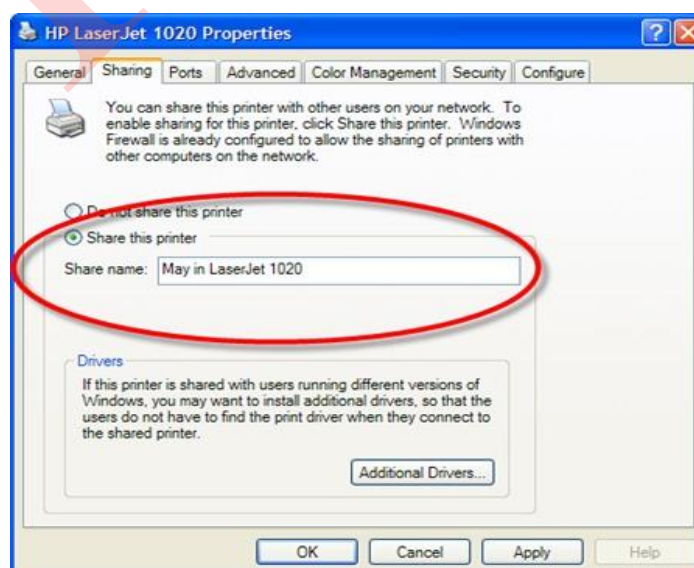 HP LaserJet 1020 Properties
General Sharing Ports Advanced Color Management Security Configure
You can share this printer with other users on your network. To
enable sharing for this printer, click Share this printer. Windows
Firewall is already configured to allow the sharing of printers with
other computers on the network.
Do not share this printer
Share this printer
Share name: May in LaserJet 1020
Drivers
If this printer is shared with users running different versions of
Windows, you may want to install additional drivers, so that the
users do not have to find the print driver when they connect to
the shared printer.
Additional Drivers...
OK Cancel Apply Help